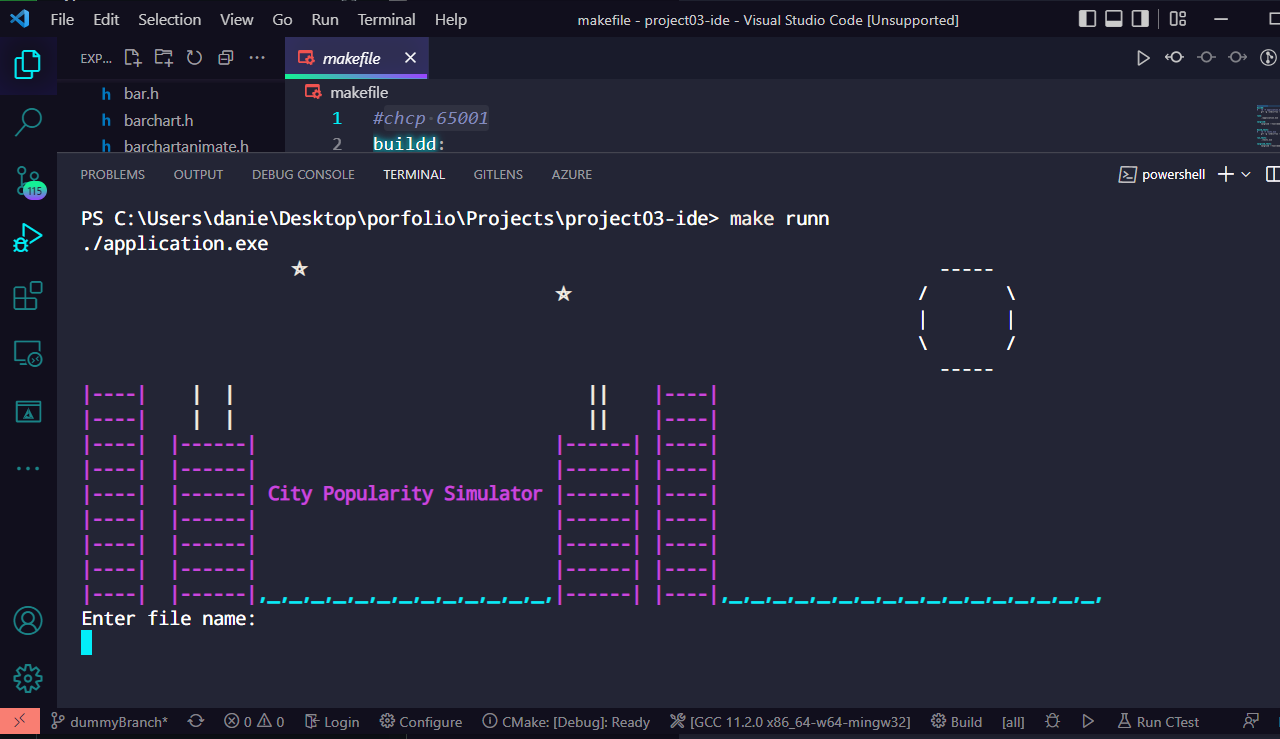 File Edit Selection View Go Run Terminal Help makefile - project03-ide - Visual Studio Code [Unsupported]
EXP... makefile
h bar.h
h barchart.h
h barchartanimate.h
makefile
1 #chcp 65001
2 buildd:
115
PROBLEMS OUTPUT DEBUG CONSOLE TERMINAL GITLENS AZURE powershell
PS C:\Users\danie\Desktop\porfolio\Projects\project03-ide> make runn
./application.exe
City Popularity Simulator
Enter file name:
dummyBranch* 0 0 Login Configure CMake: [Debug]: Ready [GCC 11.2.0 x86_64-w64-mingw32] Build [all] Run CTest